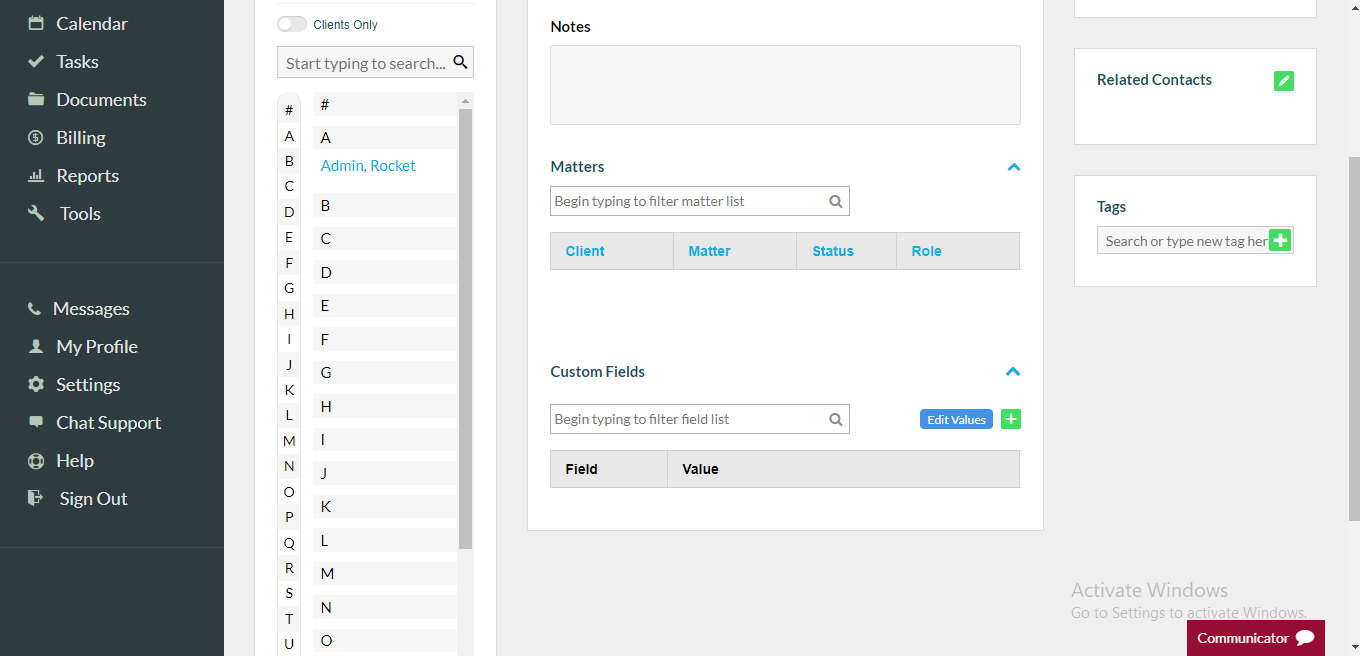 Calendar
Tasks
Documents
Billing
Reports
Tools
Messages
My Profile
Settings
Chat Support
Help
Sign Out
Clients Only
Start typing to search...
#
A
B
C
D
E
F
G
H
I
J
K
L
M
N
O
P
Q
R
S
T
U
#
A
Admin, Rocket
B
C
D
E
F
G
H
I
J
K
L
M
N
O
Notes
Matters
Begin typing to filter matter list
Client Matter Status Role
Custom Fields
Begin typing to filter field list
Edit Values
Field Value
Related Contacts
Tags
Search or type new tag her
Activate Windows
Go to Settings to activate Windows.
Communicator